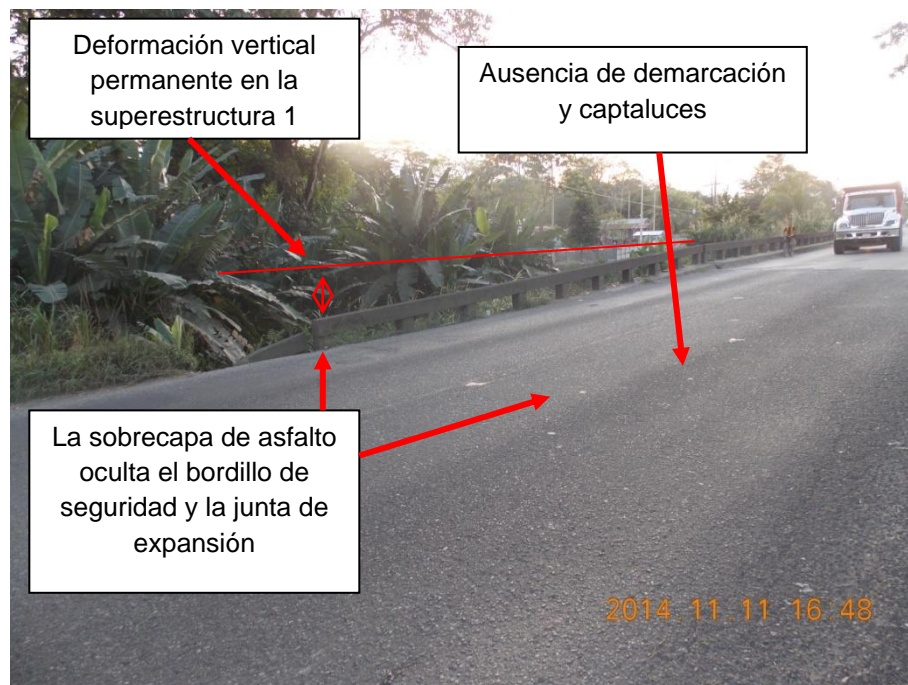 Deformación vertical
permanente en la
superestructura 1
Ausencia de demarcación
y captaluces
La sobrecapa de asfalto
oculta el bordillo de
seguridad y la junta de
expansión
2014.11.11 16:48